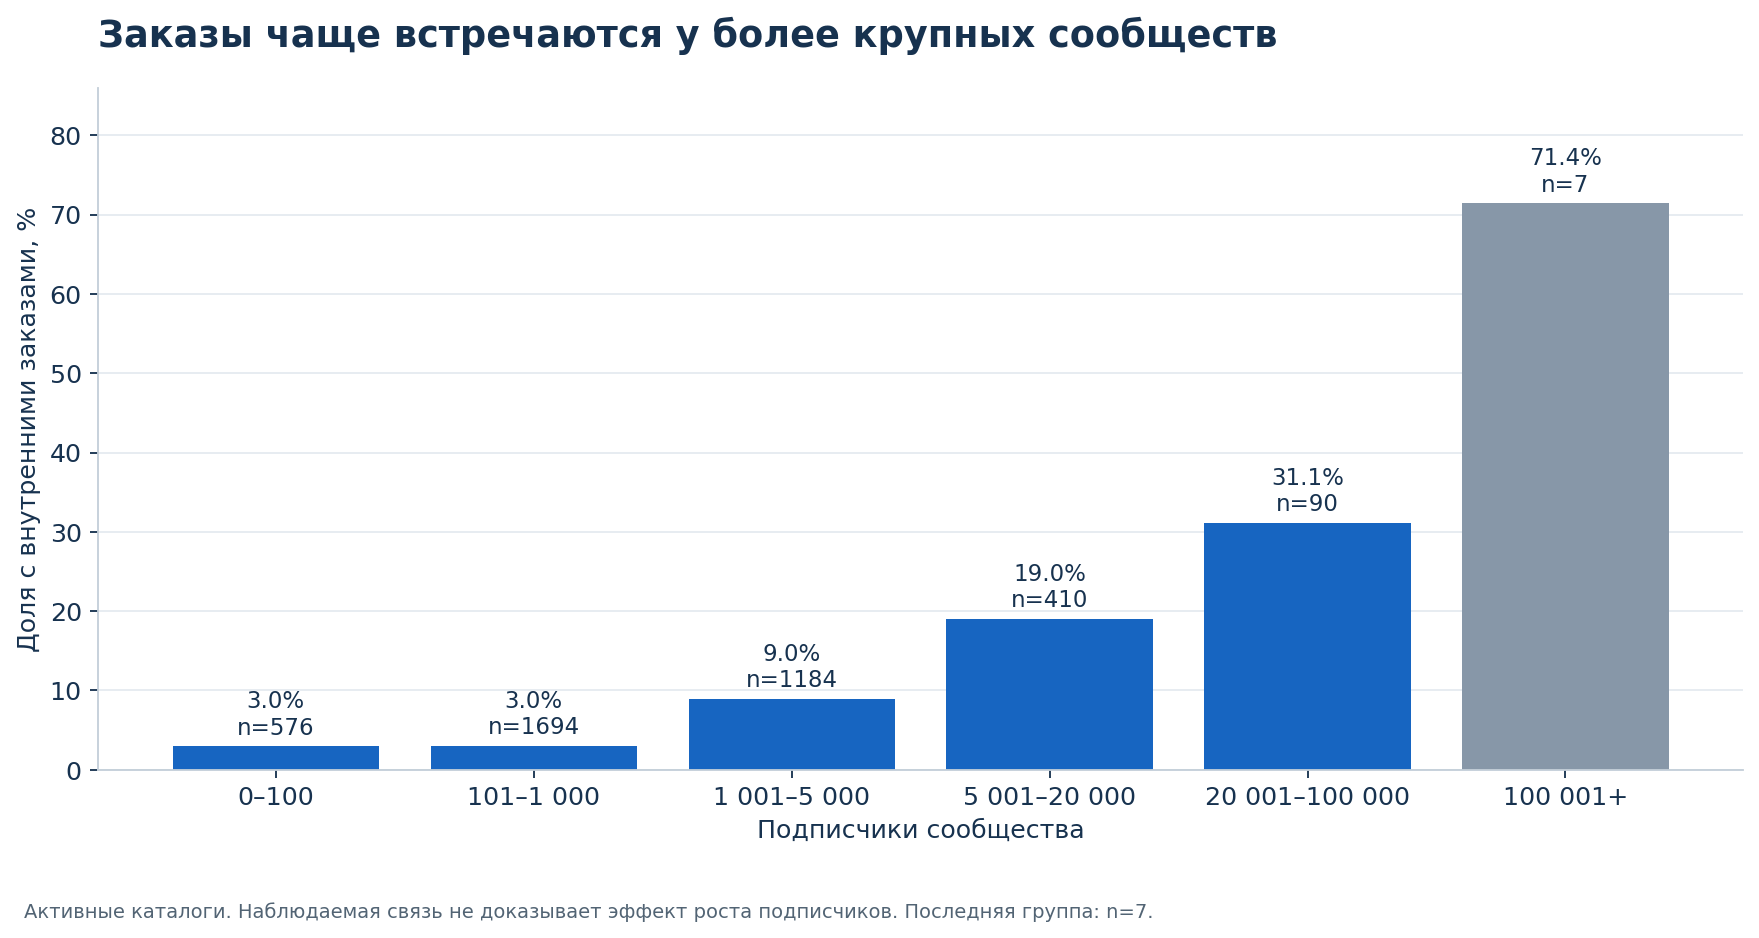 Заказы чаще встречаются у более крупных сообществ
Доля с внутренними заказами, %
80
70
60
50
40
30
20
10
0
3.0%
n=576
3.0%
n=1694
9.0%
n=1184
19.0%
n=410
31.1%
n=90
71.4%
n=7
0–100
101–1 000
1 001–5 000
5 001–20 000
20 001–100 000
100 001+
Подписчики сообщества
Активные каталоги. Наблюдаемая связь не доказывает эффект роста подписчиков. Последняя группа: n=7.